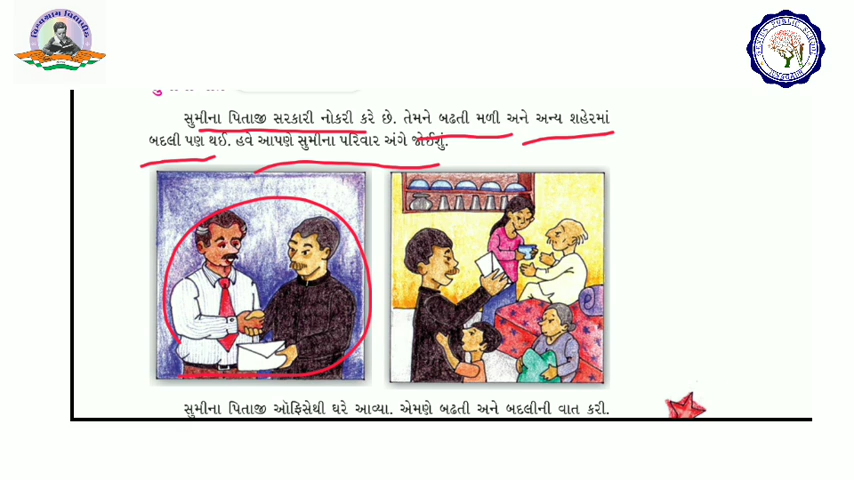 સુમીના પિતાજી સરકારી નોકરી કરે છે. તેમને બઢતી મળી અને અન્ય શહેરમાં
બદલી પણ થઈ. હવે આપણે સુમીના પરિવાર અંગે જોઈશું.
સુમીના પિતાજી ઑફિસેથી ઘરે આવ્યા. એમણે બઢતી અને બદલીની વાત કરી.